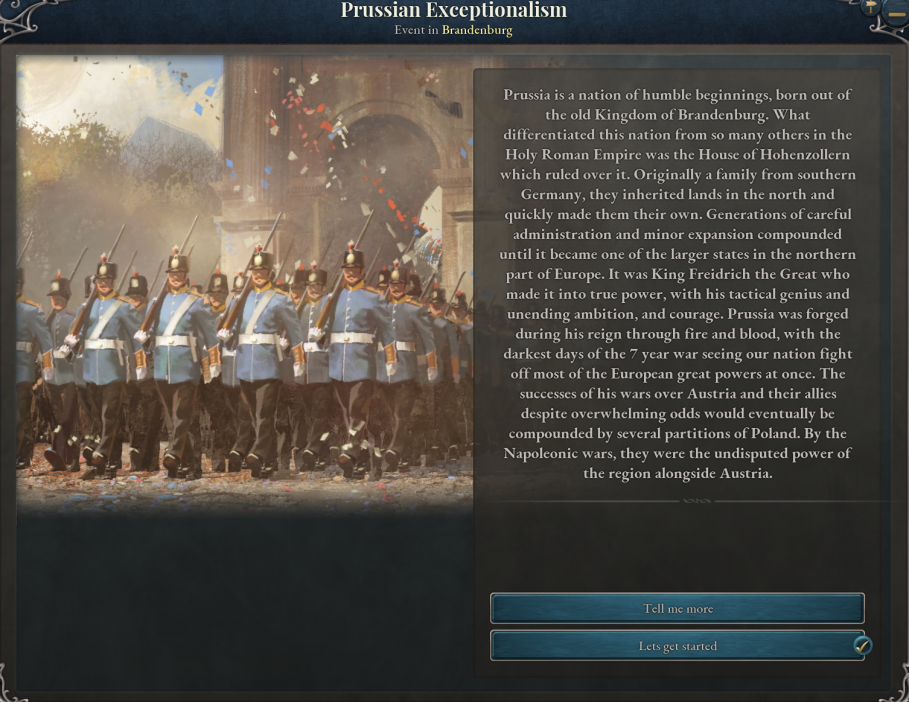 Prussian Exceptionalism
Event in Brandenburg
Prussia is a nation of humble beginnings, born out of
the old Kingdom of Brandenburg. What
differentiated this nation from so many others in the
Holy Roman Empire was the House of Hohenzollern
which ruled over it. Originally a family from southern
Germany, they inherited lands in the north and
quickly made them their own. Generations of careful
administration and minor expansion compounded
until it became one of the larger states in the northern
part of Europe. It was King Freidrich the Great who
made it into true power, with his tactical genius and
unending ambition, and courage. Prussia was forged
during his reign through fire and blood, with the
darkest days of the 7 year war seeing our nation fight
off most of the European great powers at once. The
successes of his wars over Austria and their allies
despite overwhelming odds would eventually be
compounded by several partitions of Poland. By the
Napoleonic wars, they were the undisputed power of
the region alongside Austria.
Tell me more
Lets get started